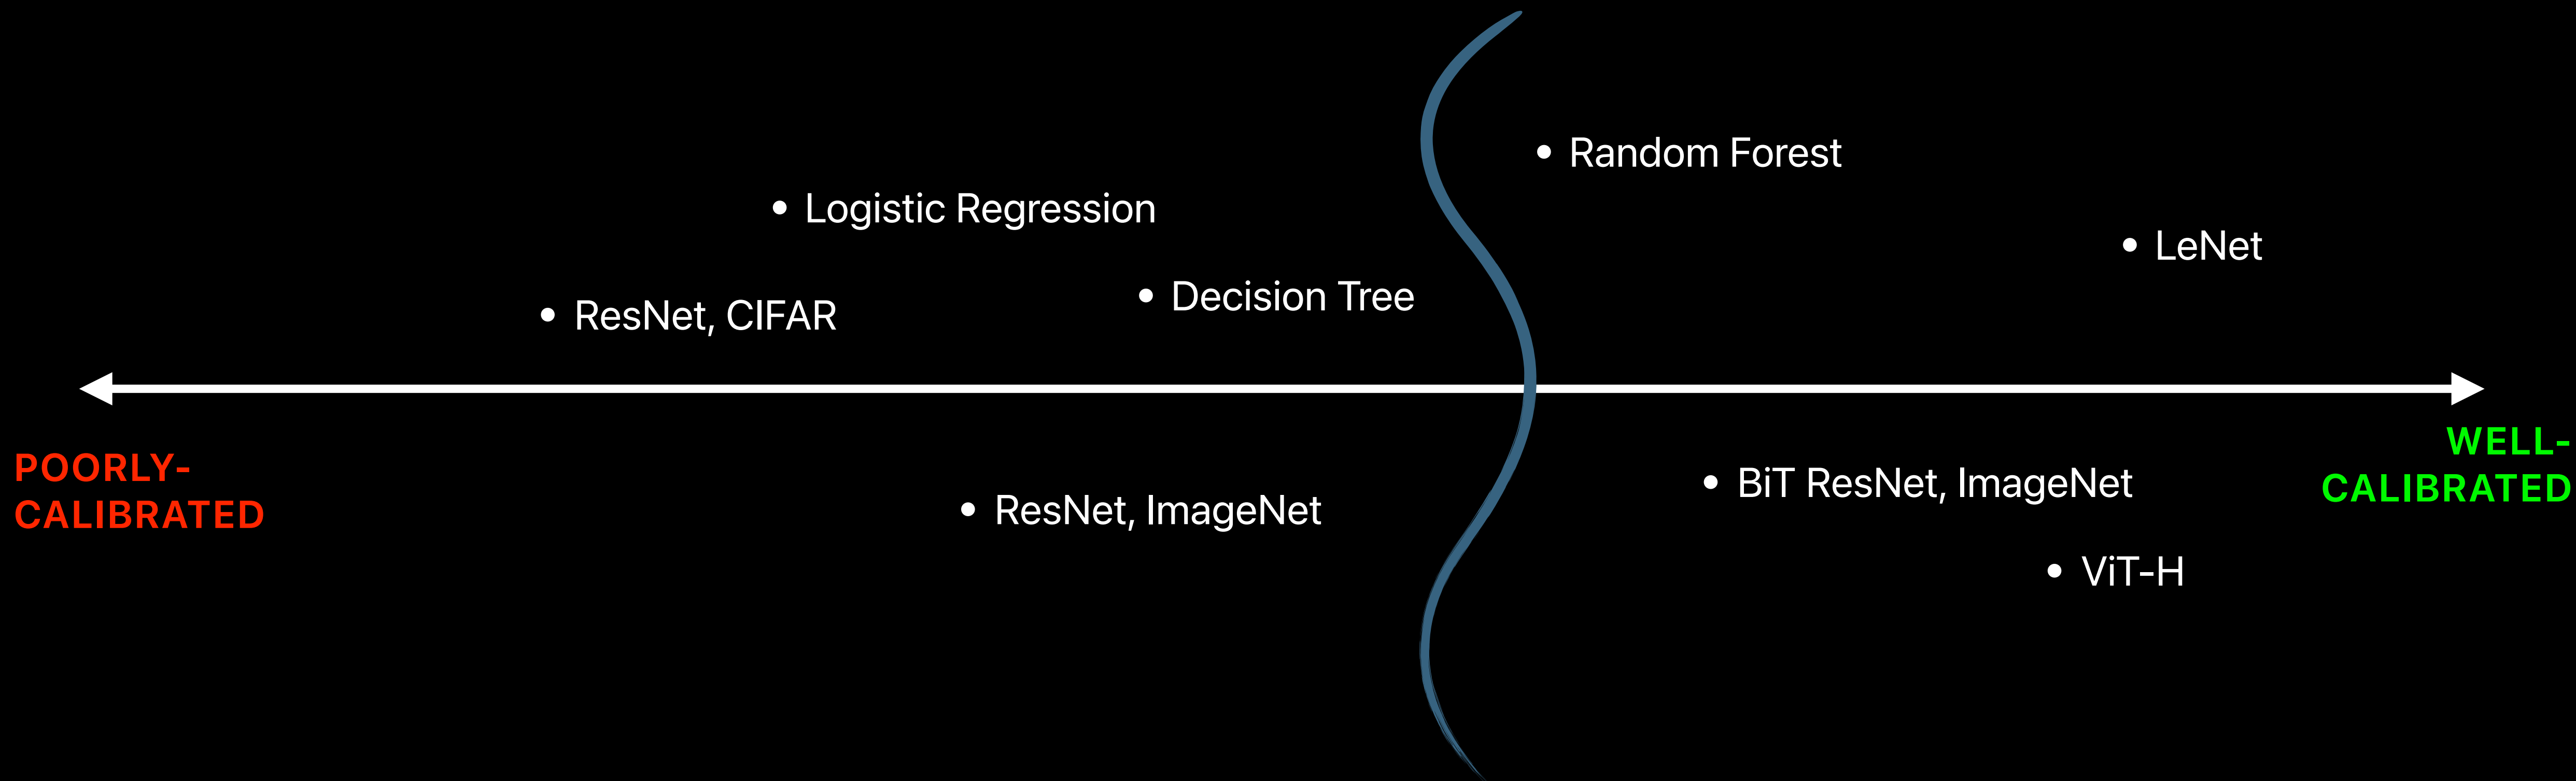 • Random Forest
• Logistic Regression
• LeNet
• Decision Tree
• ResNet, CIFAR
POORLY-
CALIBRATED
WELL-
CALIBRATED
• BiT ResNet, ImageNet
• ResNet, ImageNet
• ViT-H